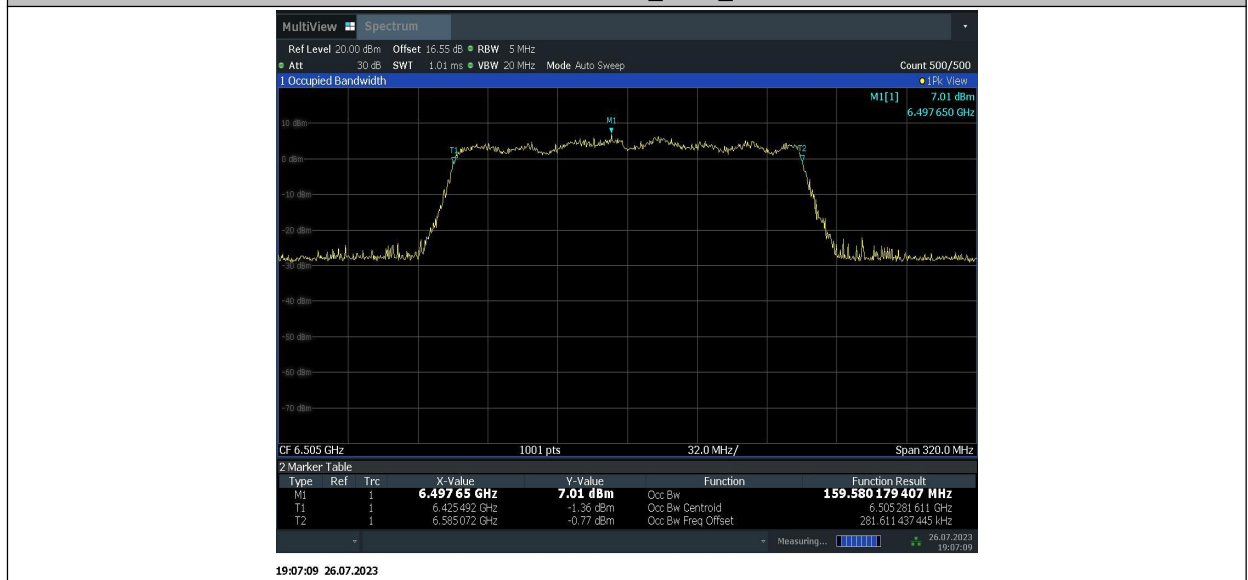 MultiView Spectrum
Ref Level 20.00 dBm Offset 16.55 dB RBW 5 MHz
Att 30 dB SWT 1.01 ms VBW 20 MHz Mode Auto Sweep Count 500/500
1 Occupied Bandwidth 1Pk View
M1[1] 7.01 dBm
6.497 650 GHz
M1
10 dBm
T1
T2
0 dBm
-10 dBm
-20 dBm
-30 dBm
-40 dBm
-50 dBm
-60 dBm
-70 dBm
CF 6.505 GHz 1001 pts 32.0 MHz/ Span 320.0 MHz
2 Marker Table
Type Ref Trc X-Value Y-Value Function Function Result
M1 1 6.497 65 GHz 7.01 dBm Occ Bw 159.580 179 407 MHz
T1 1 6.425 492 GHz -1.36 dBm Occ Bw Centroid 6.505 281 611 GHz
T2 1 6.585 072 GHz -0.77 dBm Occ Bw Freq Offset 281.611 437 445 kHz
Measuring... 26.07.2023
19:07:09
19:07:09 26.07.2023